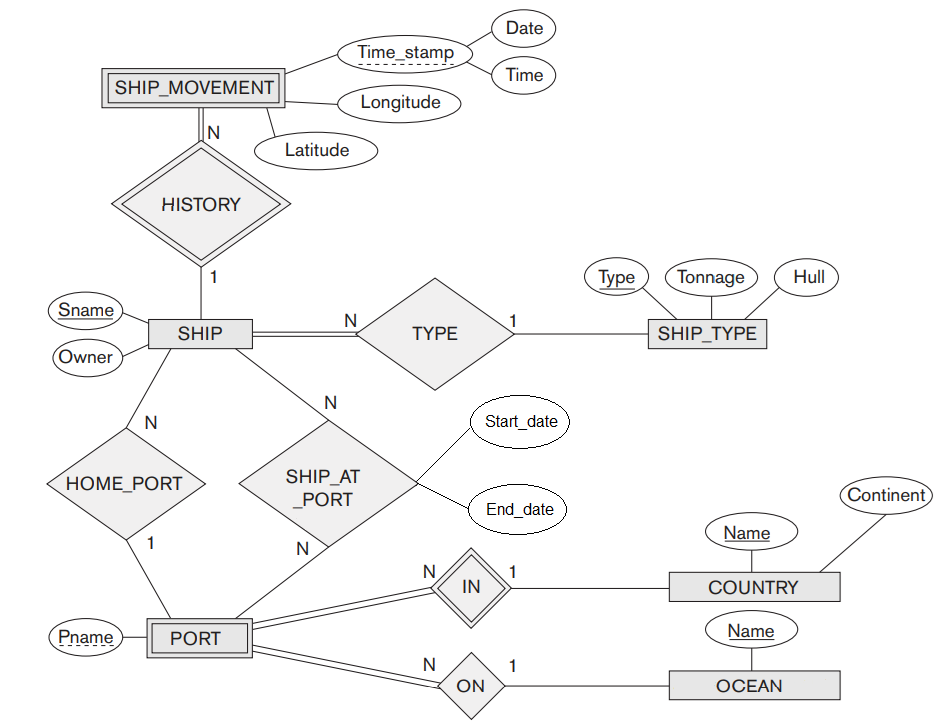 Date
Time_stamp
Time
SHIP_MOVEMENT
Longitude
N
Latitude
HISTORY
1
Type
Tonnage
Hull
Sname
SHIP
N
TYPE
1
SHIP_TYPE
Owner
N
N
Start_date
HOME_PORT
SHIP_AT
_PORT
End_date
Continent
Name
1
N
N
IN
1
COUNTRY
Pname
PORT
Name
N
ON
1
OCEAN